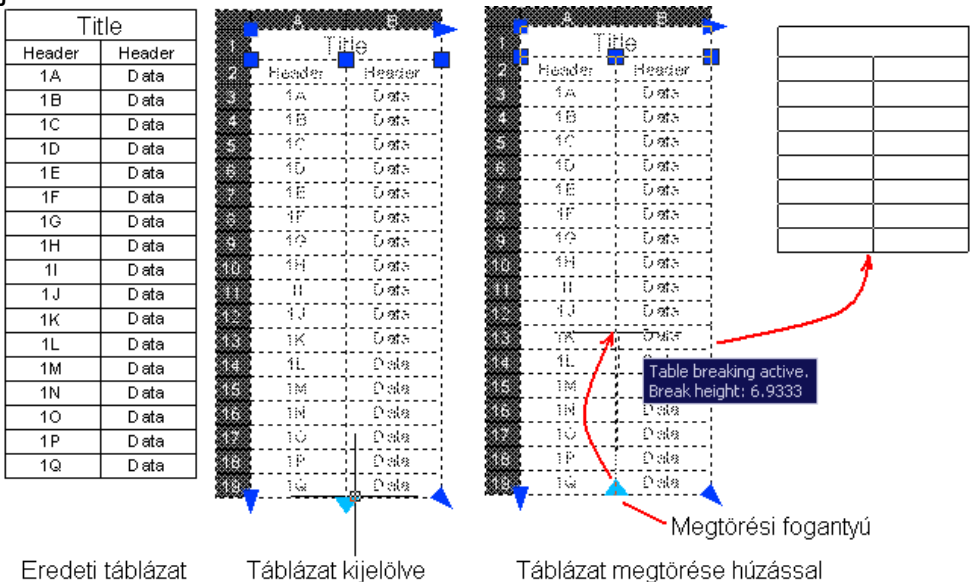 Title
Header Header
1A Data
1B Data
1C Data
1D Data
1E Data
1F Data
1G Data
1H Data
1I Data
1J Data
1K Data
1L Data
1M Data
1N Data
1O Data
1P Data
1Q Data
Eredeti táblázat
A B
1 Title
2 Header Header
3 1A Data
4 1B Data
5 1C Data
6 1D Data
7 1E Data
8 1F Data
9 1G Data
10 1H Data
11 1I Data
12 1J Data
13 1K Data
14 1L Data
15 1M Data
16 1N Data
17 1O Data
18 1P Data
19 1Q Data
Táblázat kijelölve
A B
1 Title
2 Header Header
3 1A Data
4 1B Data
5 1C Data
6 1D Data
7 1E Data
8 1F Data
9 1G Data
10 1H Data
11 1I Data
12 1J Data
13 1K Data
14 1L Data
15 1M Data
16 1N Data
17 1O Data
18 1P Data
19 1Q Data
Table breaking active.
Break height: 6.9333
Megtörési fogantyú
Táblázat megtörése húzással